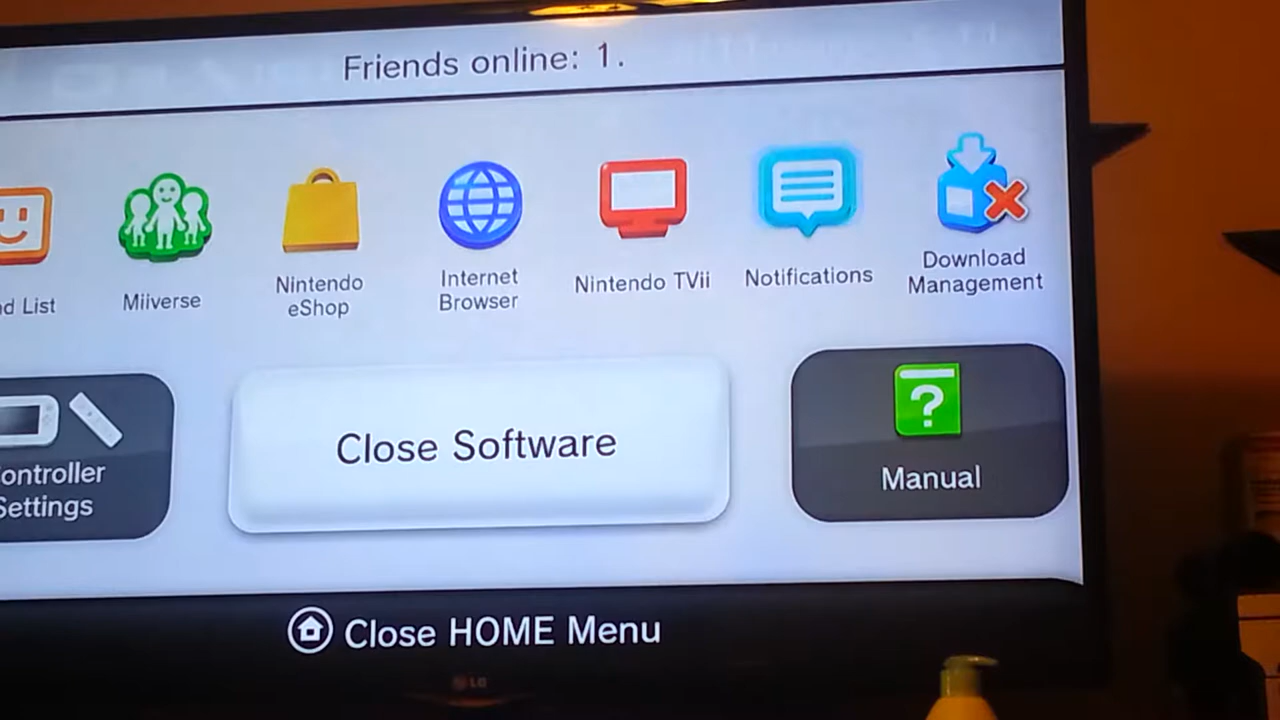 Friends online: 1.
d List
Miiverse
Nintendo
eShop
Internet
Browser
Nintendo TVii
Notifications
Download
Management
ontroller
Settings
Close Software
?
Manual
Close HOME Menu
LG